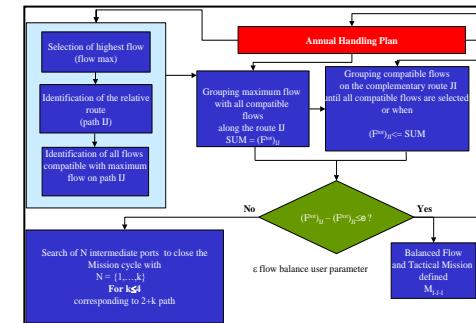 Selection of highest flow
(flow max)
Identification of the relative
route
(path IJ)
Identification of all flows
compatible with maximum
flow on path IJ
Annual Handling Plan
Grouping maximum flow
with all compatible
flows
along the route IJ
SUM = (Fᵗᵒᵗ)IJ
Grouping compatible flows
on the complementary route JI
until all compatible flows are selected
or when
(Fᵗᵒᵗ)JI<= SUM
No
(Fᵗᵒᵗ)IJ – (Fᵗᵒᵗ)JI≤ɵ ?
Yes
Search of N intermediate ports to close the
Mission cycle with
N = {1,…,k}
For k≤4
corresponding to 2+k path
ε flow balance user parameter
Balanced Flow
and Tactical Mission
defined
MI-J-I